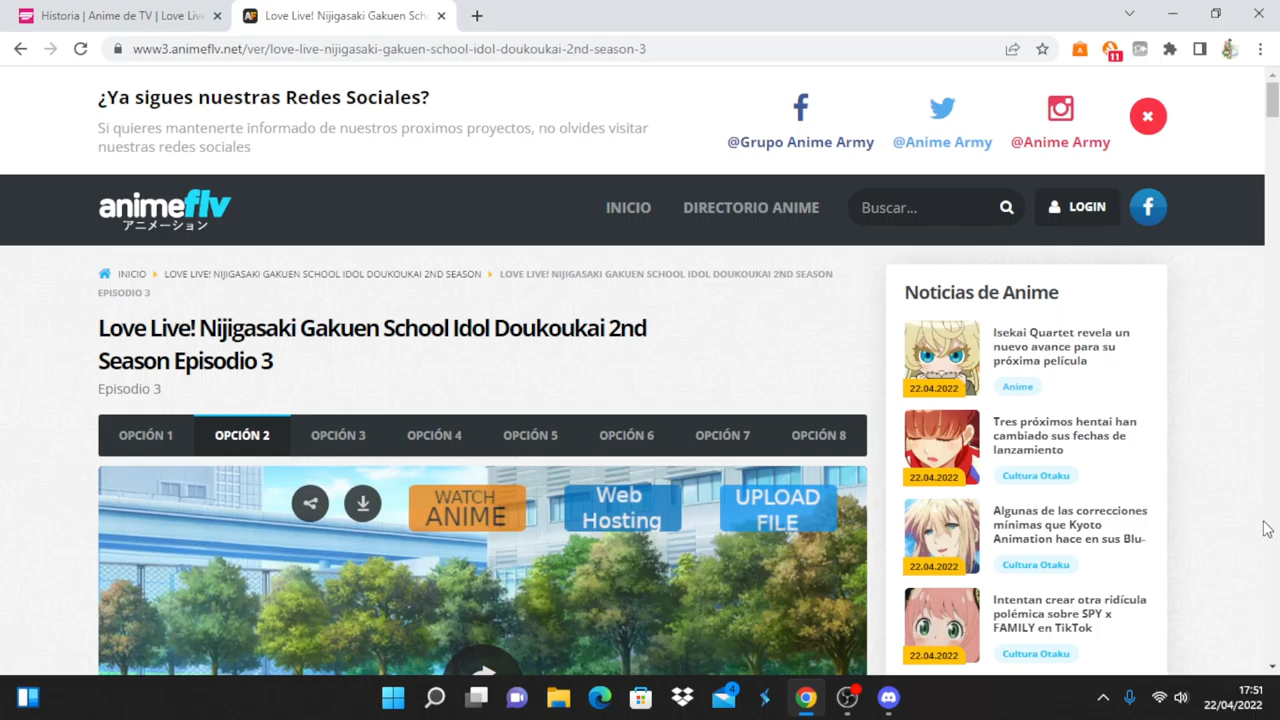 Historia | Anime de TV | Love Live
Love Live! Nijigasaki Gakuen Scho
www3.animeflv.net/ver/love-live-nijigasaki-gakuen-school-idol-doukoukai-2nd-season-3
11
¿Ya sigues nuestras Redes Sociales?
Si quieres mantenerte informado de nuestros proximos proyectos, no olvides visitar
nuestras redes sociales
@Grupo Anime Army
@Anime Army
@Anime Army
animeflv
アニメーション
INICIO
DIRECTORIO ANIME
Buscar...
LOGIN
INICIO
LOVE LIVE! NIJIGASAKI GAKUEN SCHOOL IDOL DOUKOUKAI 2ND SEASON
LOVE LIVE! NIJIGASAKI GAKUEN SCHOOL IDOL DOUKOUKAI 2ND SEASON
EPISODIO 3
Love Live! Nijigasaki Gakuen School Idol Doukoukai 2nd
Season Episodio 3
Episodio 3
OPCIÓN 1
OPCIÓN 2
OPCIÓN 3
OPCIÓN 4
OPCIÓN 5
OPCIÓN 6
OPCIÓN 7
OPCIÓN 8
WATCH
ANIME
Web
Hosting
UPLOAD
FILE
Noticias de Anime
Isekai Quartet revela un
nuevo avance para su
próxima película
22.04.2022
Anime
Tres próximos hentai han
cambiado sus fechas de
lanzamiento
22.04.2022
Cultura Otaku
Algunas de las correcciones
mínimas que Kyoto
Animation hace en sus Blu-
22.04.2022
Cultura Otaku
Intentan crear otra ridícula
polémica sobre SPY x
FAMILY en TikTok
22.04.2022
Cultura Otaku
4
17:51
22/04/2022